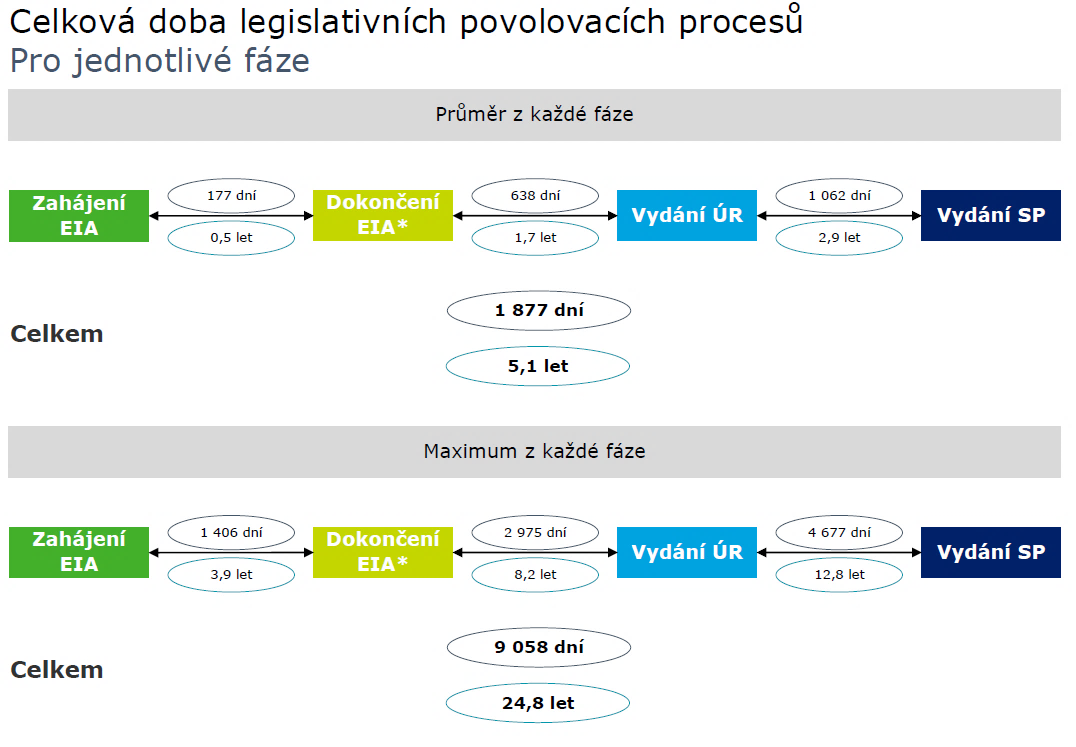 Celková doba legislativních povolovacích procesů
Pro jednotlivé fáze
Průměr z každé fáze
Zahájení
EIA
177 dní
0,5 let
Dokončení
EIA*
638 dní
1,7 let
Vydání ÚR
1 062 dní
2,9 let
Vydání SP
Celkem
1 877 dní
5,1 let
Maximum z každé fáze
Zahájení
EIA
1 406 dní
3,9 let
Dokončení
EIA*
2 975 dní
8,2 let
Vydání ÚR
4 677 dní
12,8 let
Vydání SP
Celkem
9 058 dní
24,8 let